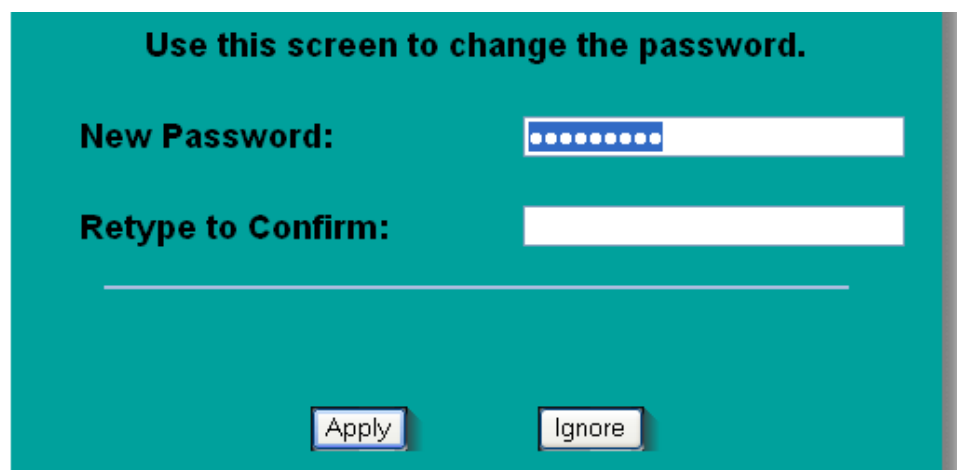 Use this screen to change the password.
New Password: •••••••••
Retype to Confirm:
Apply Ignore